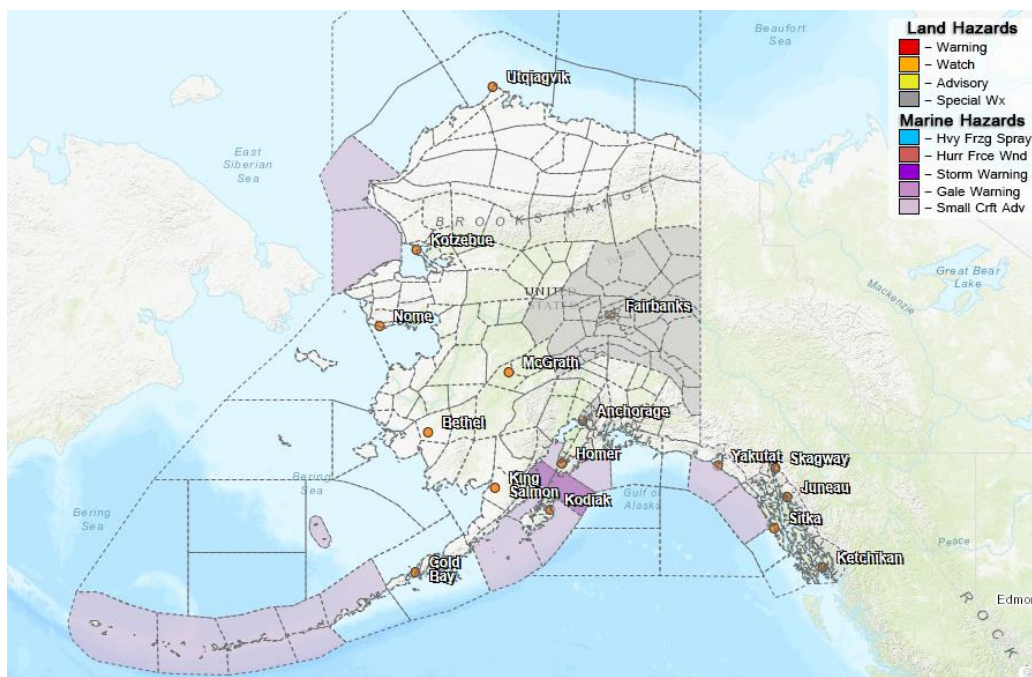 Beaufort
Sea
Land Hazards
– Warning
– Watch
– Advisory
– Special Wx
Marine Hazards
– Hvy Frzg Spray
– Hurr Frce Wnd
– Storm Warning
– Gale Warning
– Small Crft Adv
Utqiagvik
East
Siberian
Sea
BROOKS RANGE
Kotzebue
Yukon
Great Bear
Lake
Mackenzie
UNITED
STATES
Fairbanks
Nome
McGrath
Anchorage
Bethel
Homer
Yakutat
Skagway
King
Salmon
Kodiak
Juneau
Bering
Sea
Gulf of
Alaska
Sitka
Bering
Sea
Peace
Cold
Bay
Ketchikan
Edmo
ROCK